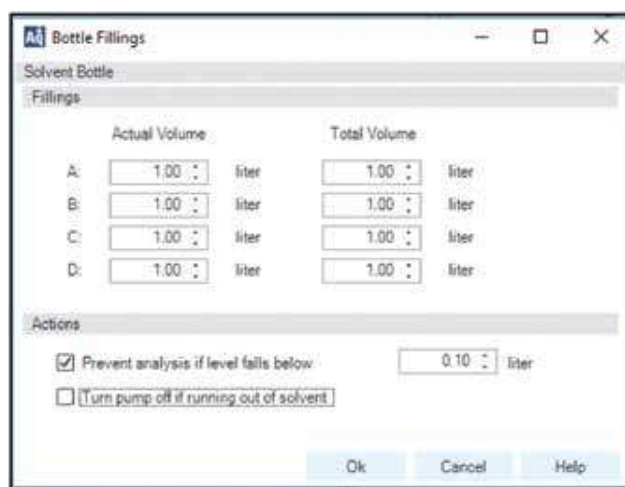 AQ Bottle Fillings
Solvent Bottle
Fillings
Actual Volume Total Volume
A: 1.00 liter 1.00 liter
B: 1.00 liter 1.00 liter
C: 1.00 liter 1.00 liter
D: 1.00 liter 1.00 liter
Actions
Prevent analysis if level falls below 0.10 liter
Turn pump off if running out of solvent
Ok Cancel Help